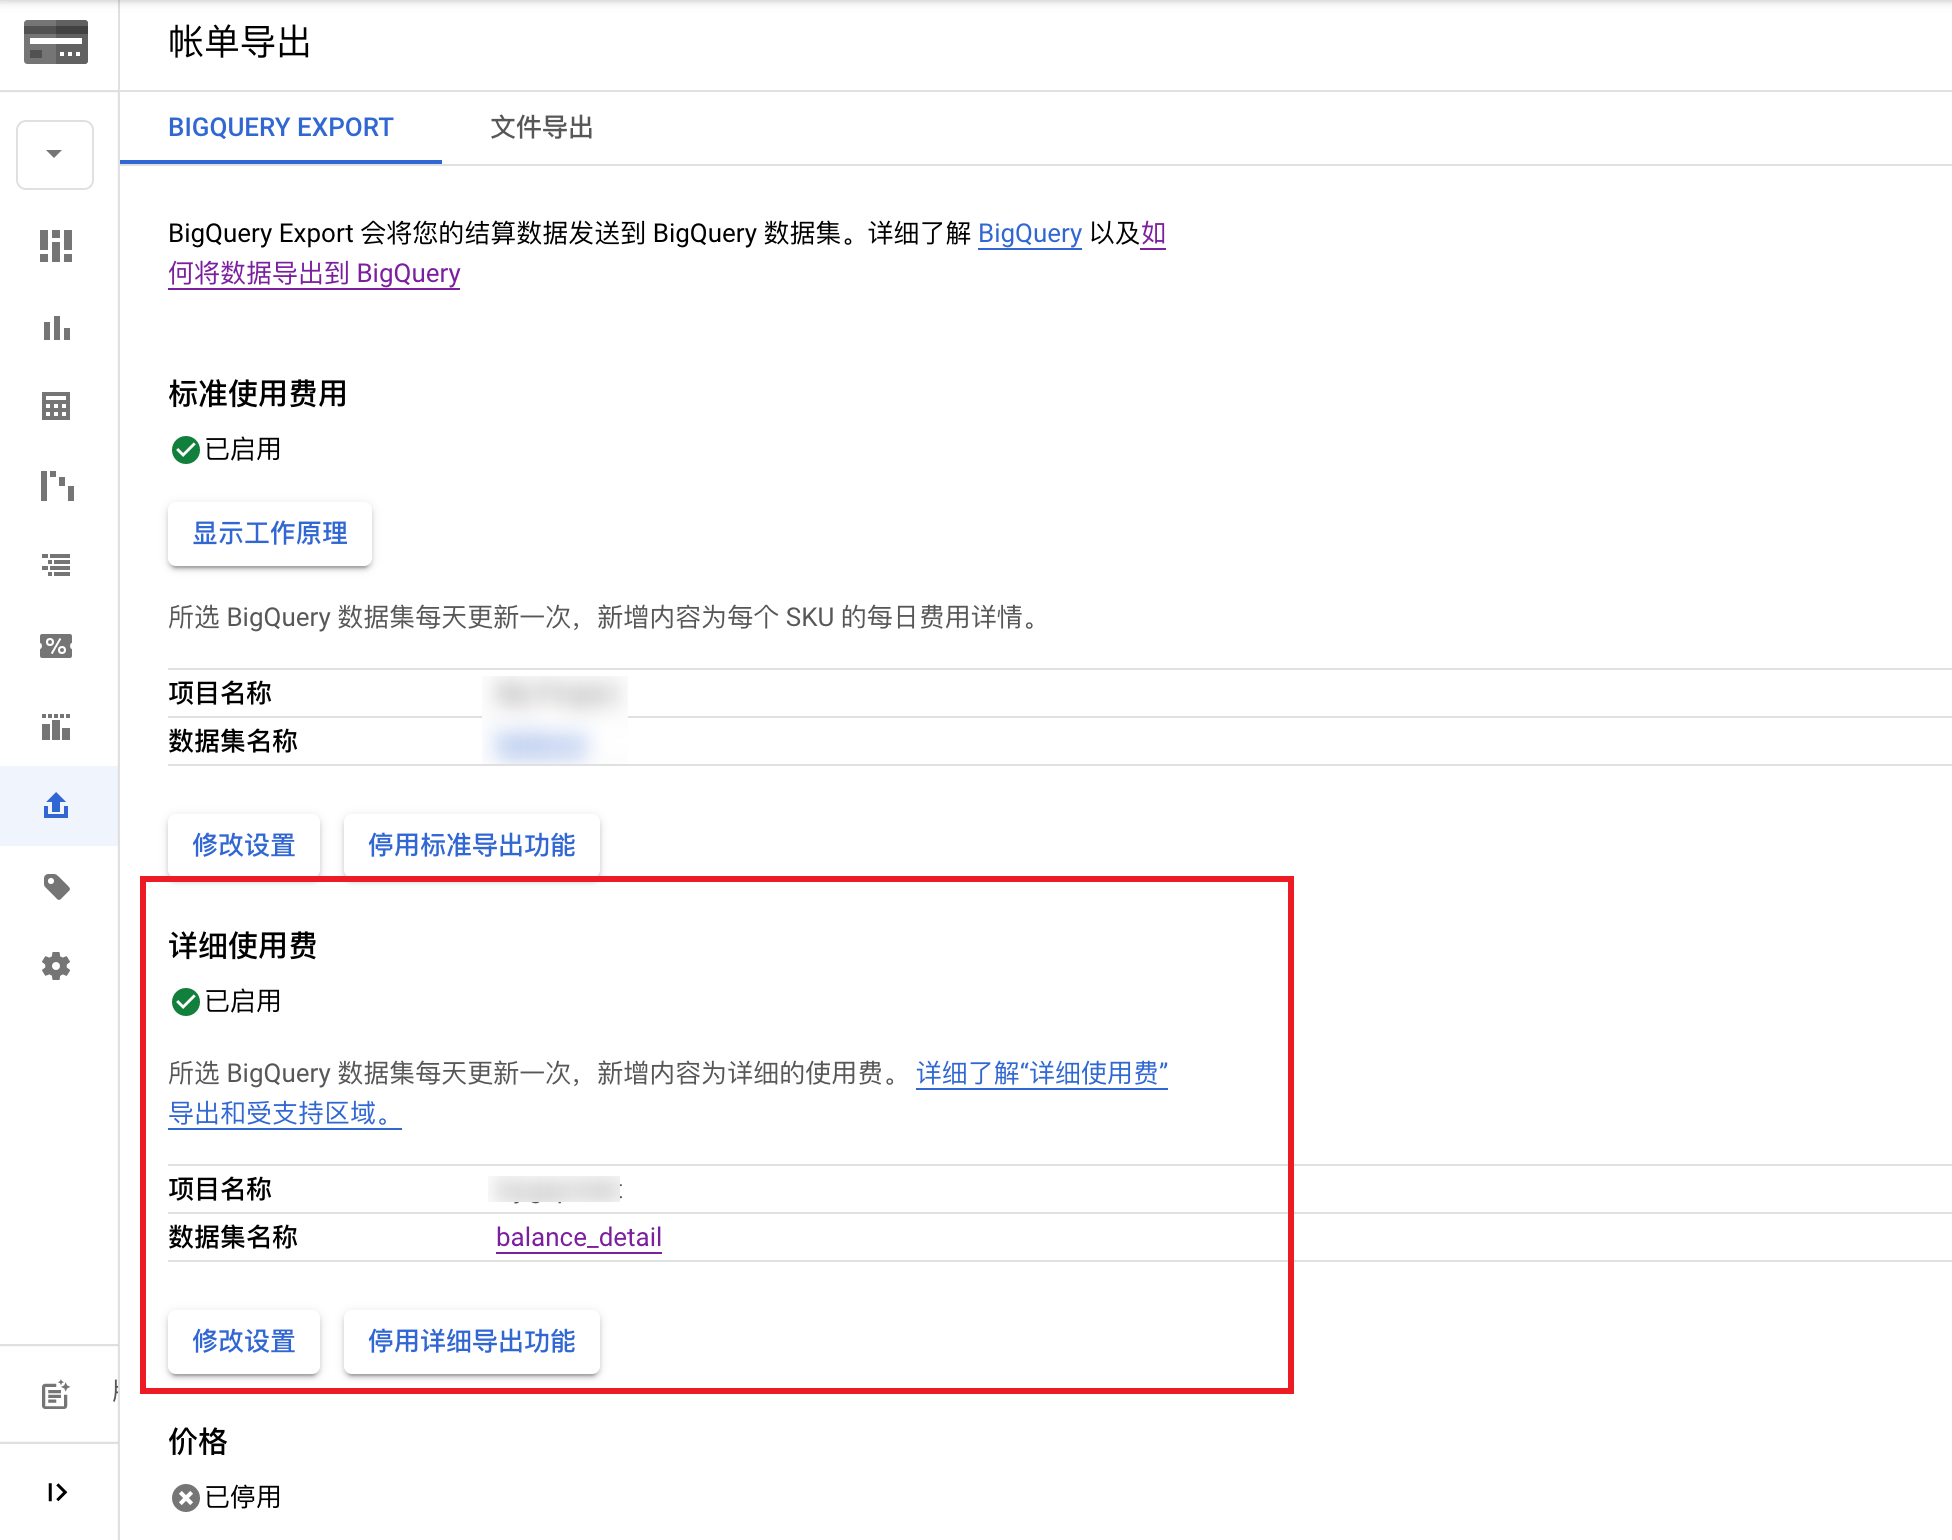 帐单导出
BIGQUERY EXPORT
文件导出
BigQuery Export 会将您的结算数据发送到 BigQuery 数据集。详细了解 BigQuery 以及如
何将数据导出到 BigQuery
标准使用费用
已启用
显示工作原理
所选 BigQuery 数据集每天更新一次，新增内容为每个 SKU 的每日费用详情。
项目名称
数据集名称
修改设置
停用标准导出功能
详细使用费
已启用
所选 BigQuery 数据集每天更新一次，新增内容为详细的使用费。 详细了解“详细使用费”
导出和受支持区域。
项目名称
数据集名称 balance_detail
修改设置
停用详细导出功能
价格
已停用